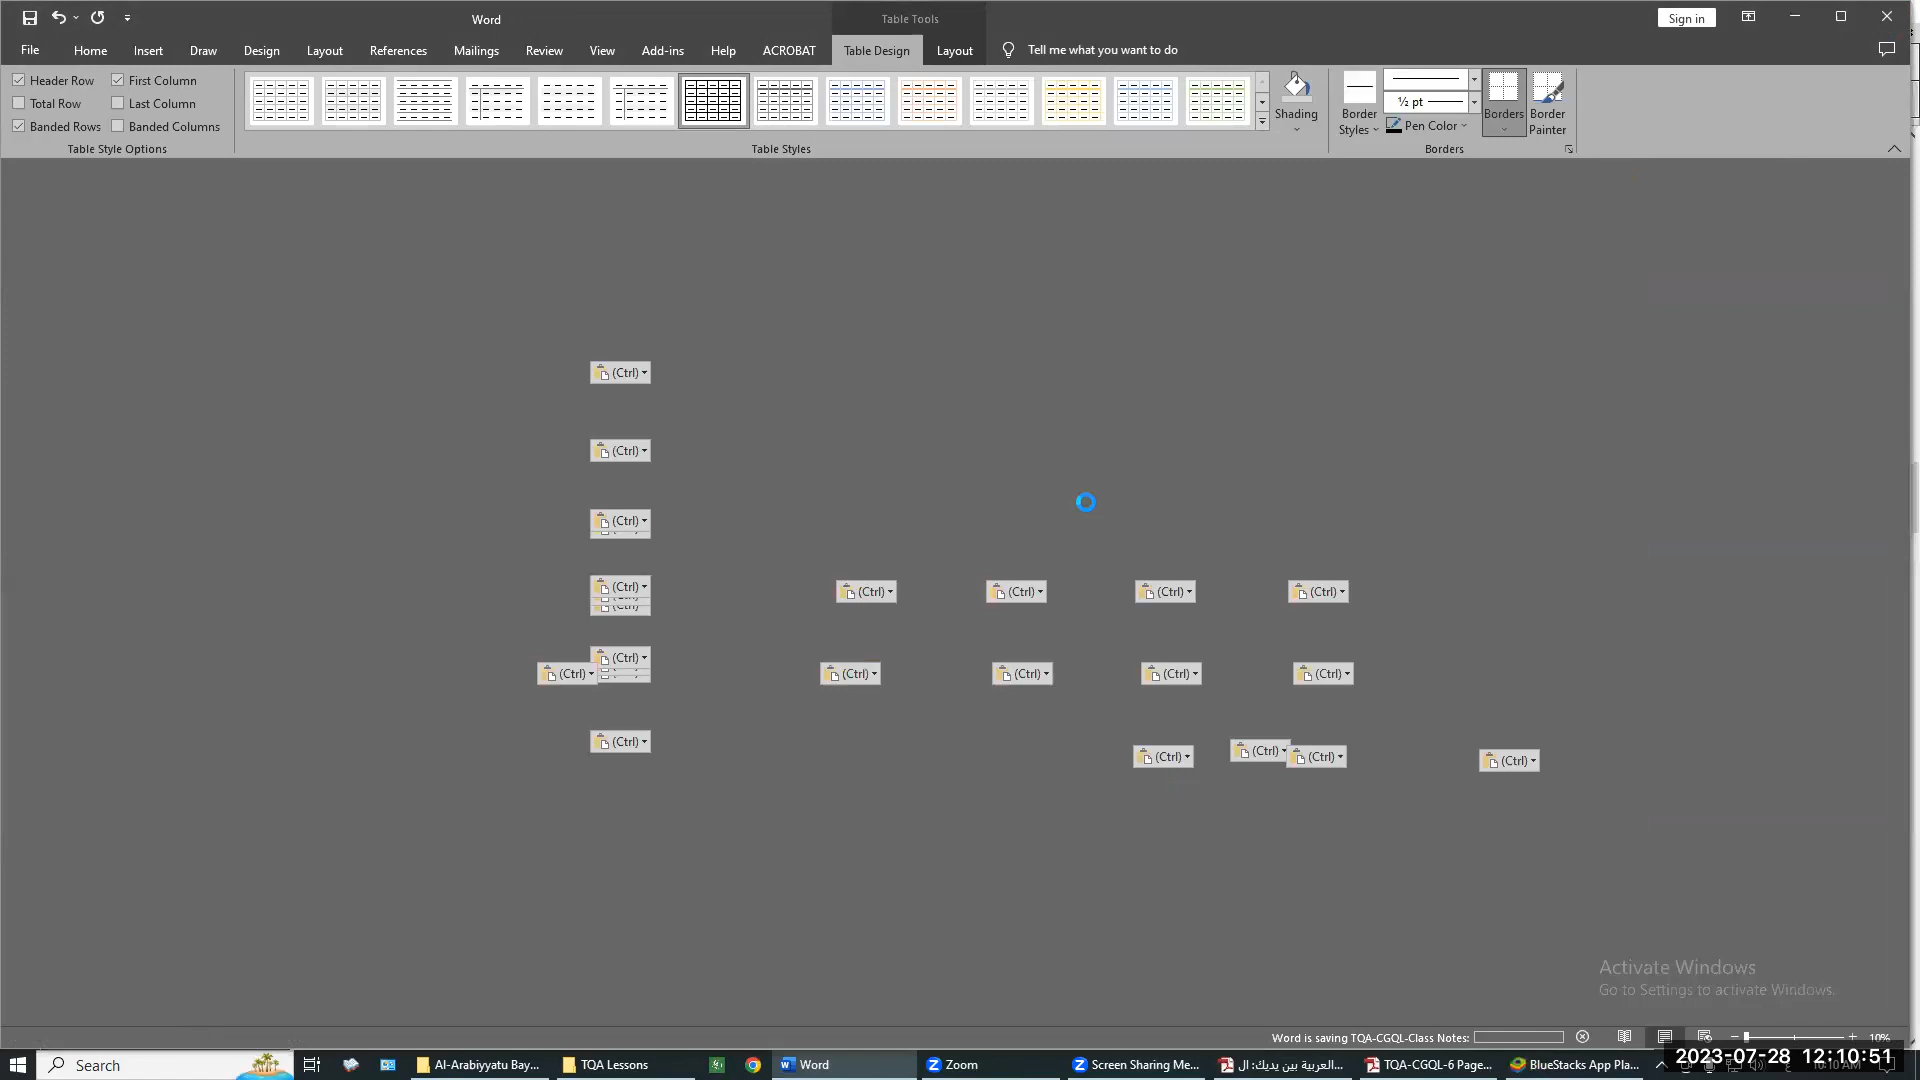 Word
Table Tools
Sign in
File Home Insert Draw Design Layout References Mailings Review View Add-ins Help ACROBAT Table Design Layout Tell me what you want to do
Header Row First Column
Total Row Last Column
Banded Rows Banded Columns
Table Style Options
Table Styles
Shading
Border Styles
½ pt
Pen Color
Borders
Border Painter
Borders
(Ctrl)
(Ctrl)
(Ctrl)
(Ctrl)
(Ctrl)
(Ctrl) (Ctrl) (Ctrl) (Ctrl)
(Ctrl)
(Ctrl) (Ctrl) (Ctrl) (Ctrl) (Ctrl)
(Ctrl)
(Ctrl) (Ctrl) (Ctrl) (Ctrl)
Activate Windows
Go to Settings to activate Windows.
Word is saving TQA-CGQL-Class Notes:
10%
Search
Al-Arabiyyatu Bay...
TQA Lessons
Word
Zoom
Screen Sharing Me...
العربية بين يديك: ال...
TQA-CGQL-6 Page...
BlueStacks App Pla...
2023-07-28 12:10:51
10:10 AM